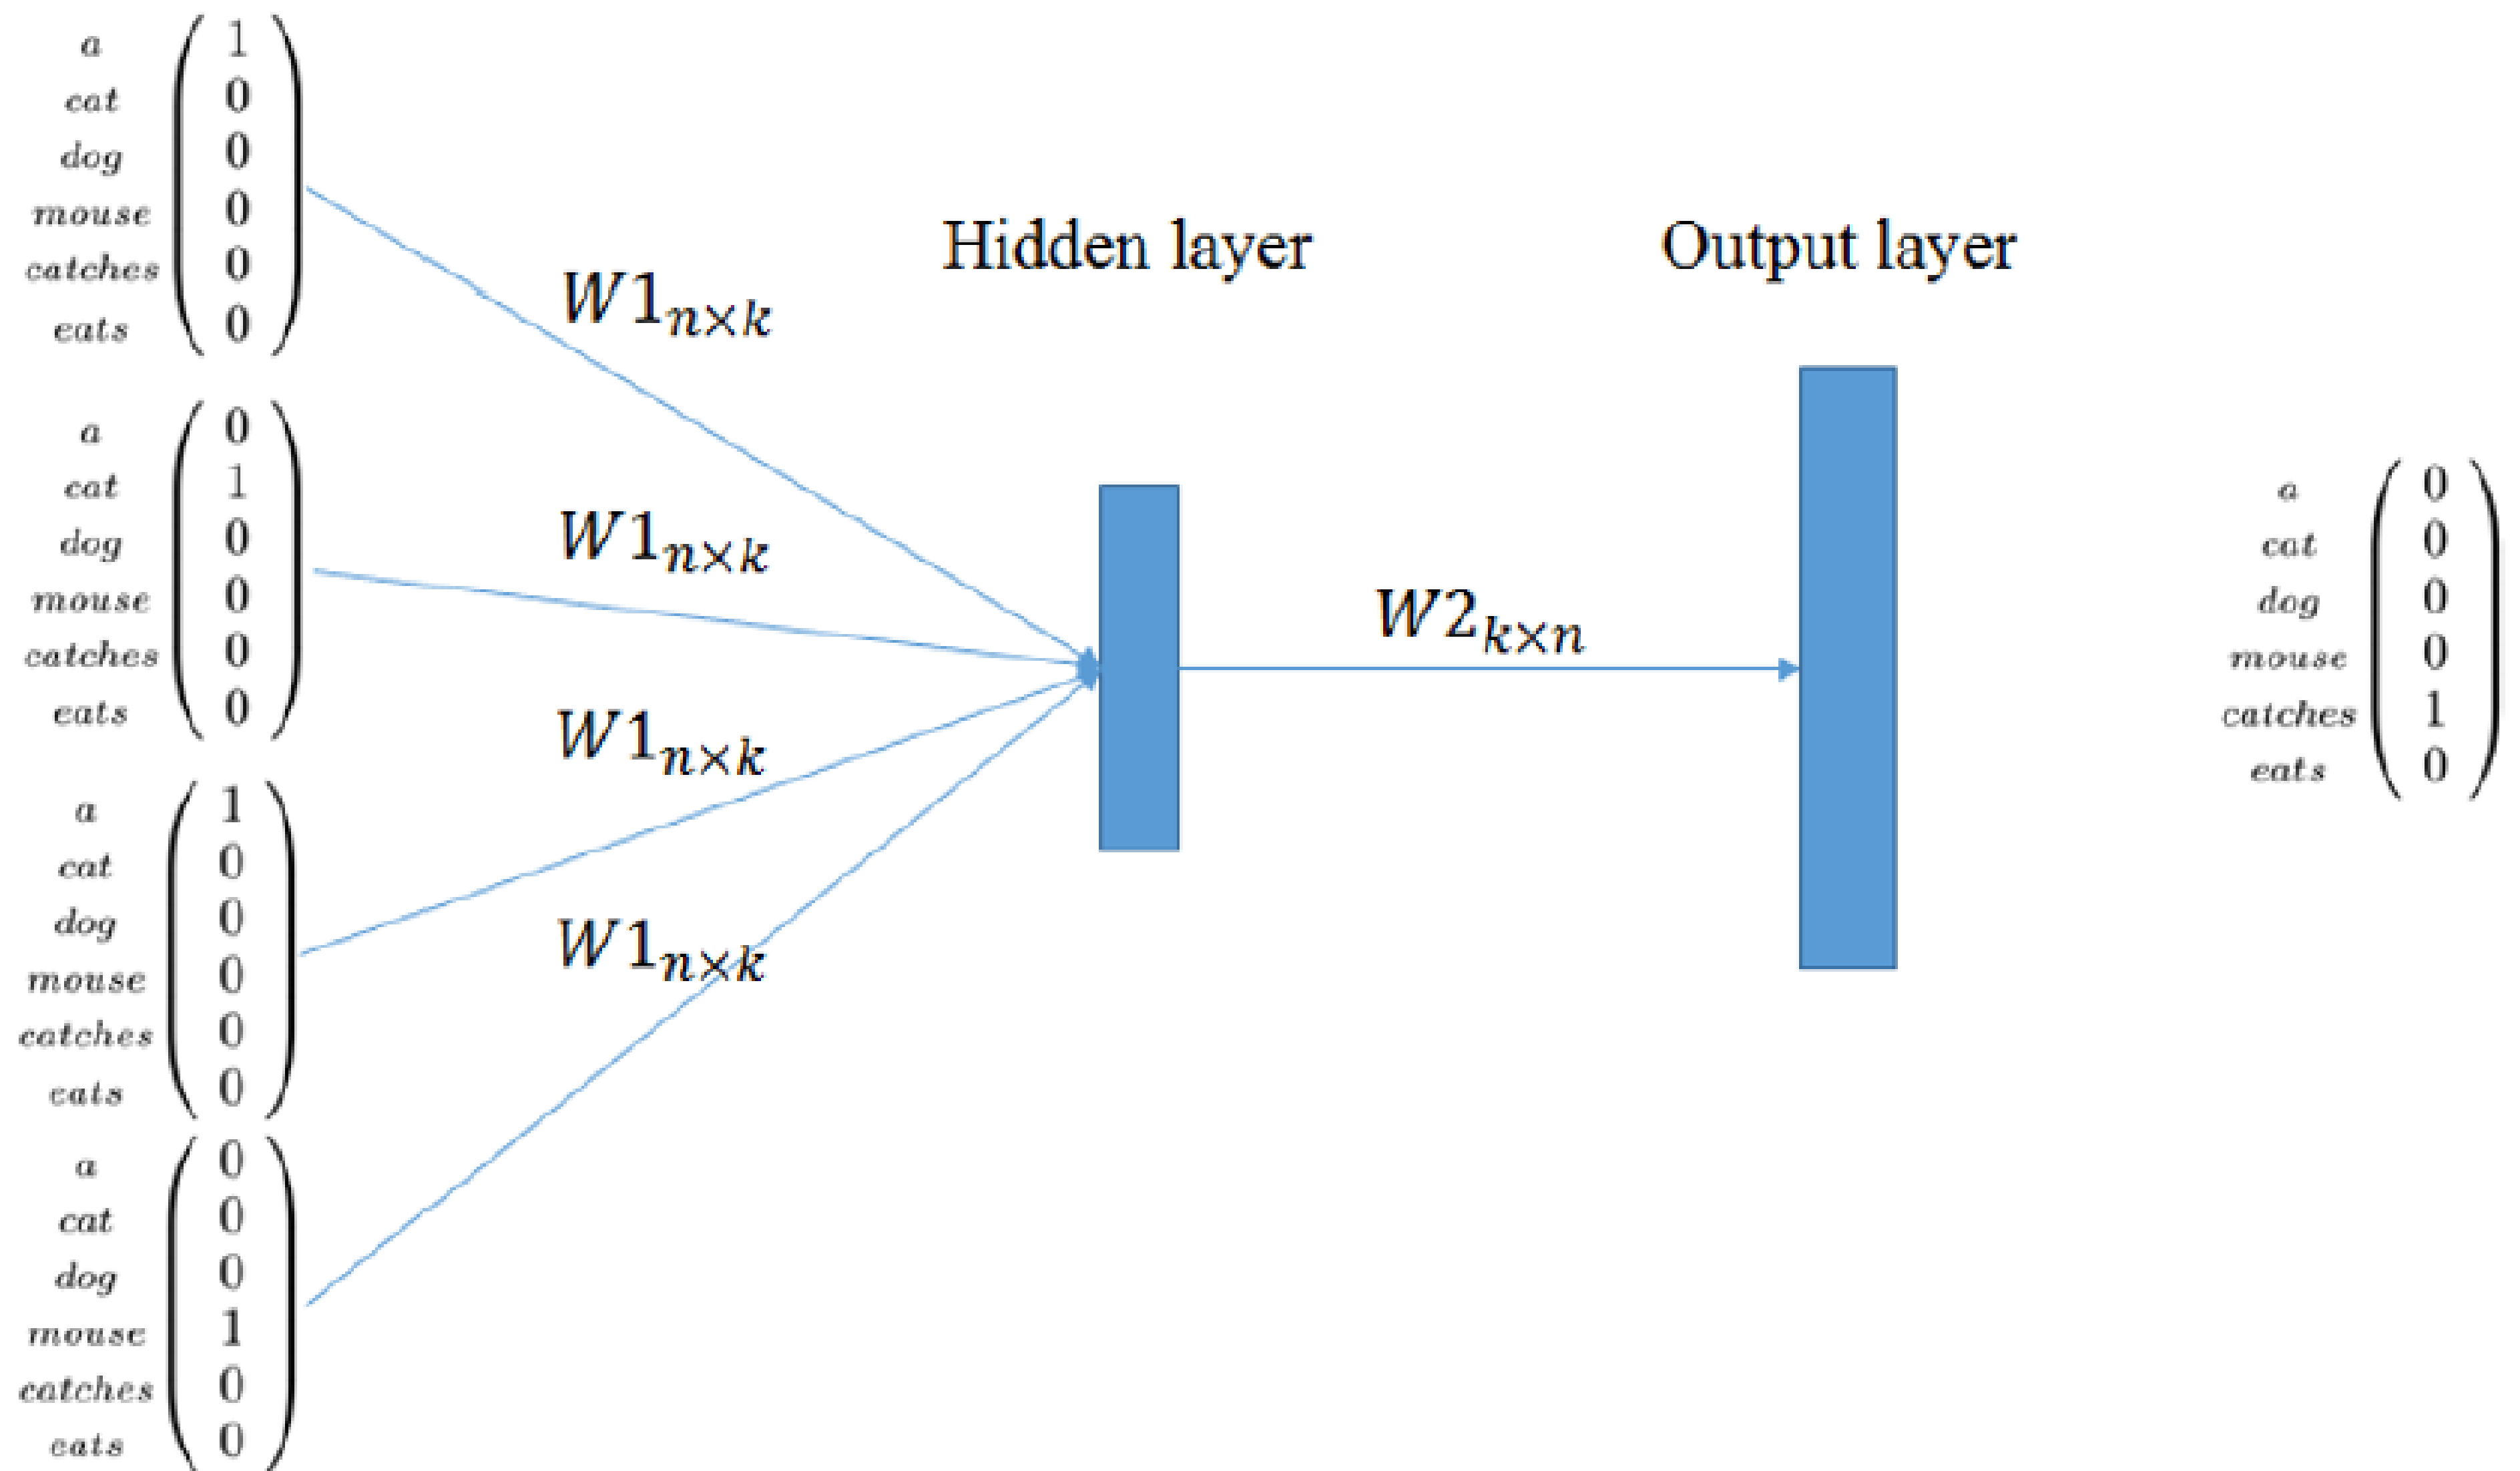 a 1
cat 0
dog 0
mouse 0
catches 0
eats 0
a 0
cat 1
dog 0
mouse 0
catches 0
eats 0
a 1
cat 0
dog 0
mouse 0
catches 0
eats 0
a 0
cat 0
dog 0
mouse 1
catches 0
eats 0
W1n×k
W1n×k
W1n×k
W1n×k
Hidden layer
W2k×n
Output layer
a 0
cat 0
dog 0
mouse 0
catches 1
eats 0